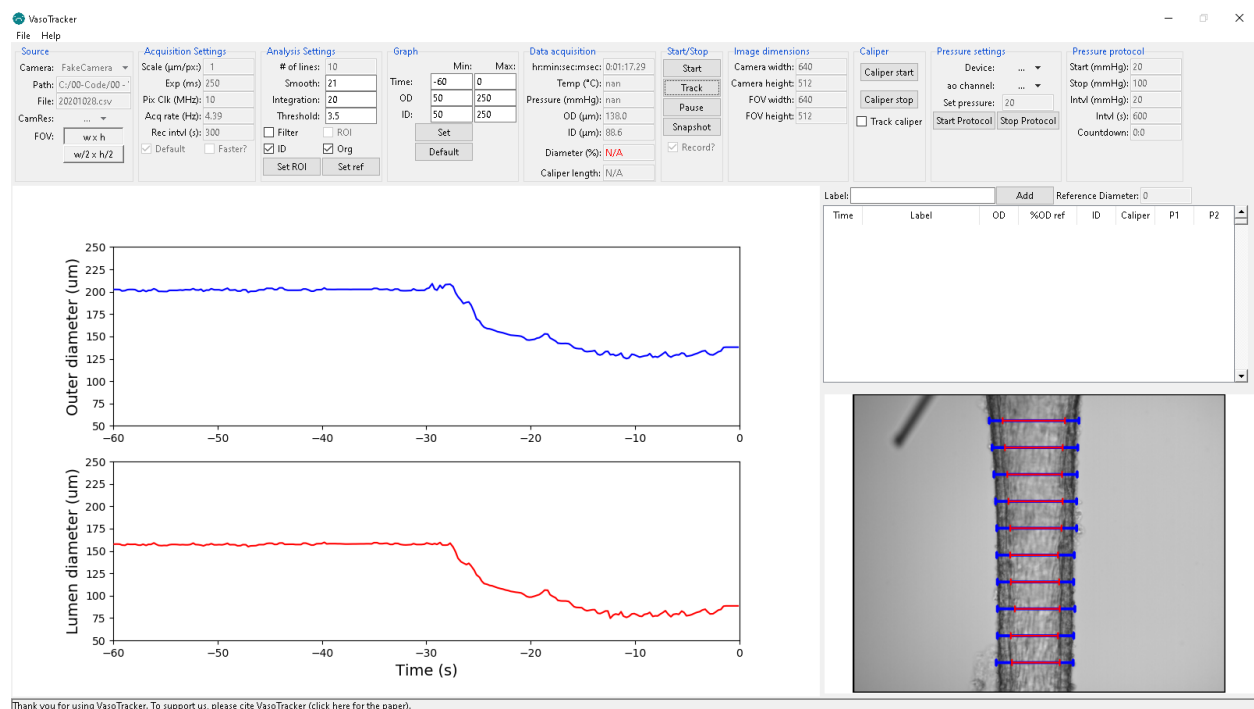 VasoTracker
File Help
Source
Camera: FakeCamera
Path: C:/00-Code/00 - '
File: 20201028.csv
CamRes: ...
FOV: w x h
w/2 x h/2
Acquisition Settings
Scale (µm/px:) 1
Exp (ms) 250
Pix Clk (MHz): 10
Acq rate (Hz): 4.39
Rec intvl (s): 300
Default Faster?
Analysis Settings
# of lines: 10
Smooth: 21
Integration: 20
Threshold: 3.5
Filter ROI
ID Org
Set ROI Set ref
Graph
Min: Max:
Time: -60 0
OD 50 250
ID: 50 250
Set
Default
Data acquisition
hr:min:sec:msec: 0:01:17.29
Temp (°C): nan
Pressure (mmHg): nan
OD (µm): 138.0
ID (µm): 88.6
Diameter (%): N/A
Caliper length: N/A
Start/Stop
Start
Track
Pause
Snapshot
Record?
Image dimensions
Camera width: 640
Camera height: 512
FOV width: 640
FOV height: 512
Caliper
Caliper start
Caliper stop
Track caliper
Pressure settings
Device: ...
ao channel: ...
Set pressure: 20
Start Protocol Stop Protocol
Pressure protocol
Start (mmHg): 20
Stop (mmHg): 100
Intvl (mmHg): 20
Intvl (s): 600
Countdown: 0:0
Label: Add Reference Diameter: 0
Time Label OD %OD ref ID Caliper P1 P2
Outer diameter (um)
250
225
200
175
150
125
100
75
50
−60 −50 −40 −30 −20 −10 0
Lumen diameter (um)
250
225
200
175
150
125
100
75
50
−60 −50 −40 −30 −20 −10 0
Time (s)
Thank you for using VasoTracker. To support us, please cite VasoTracker (click here for the paper).